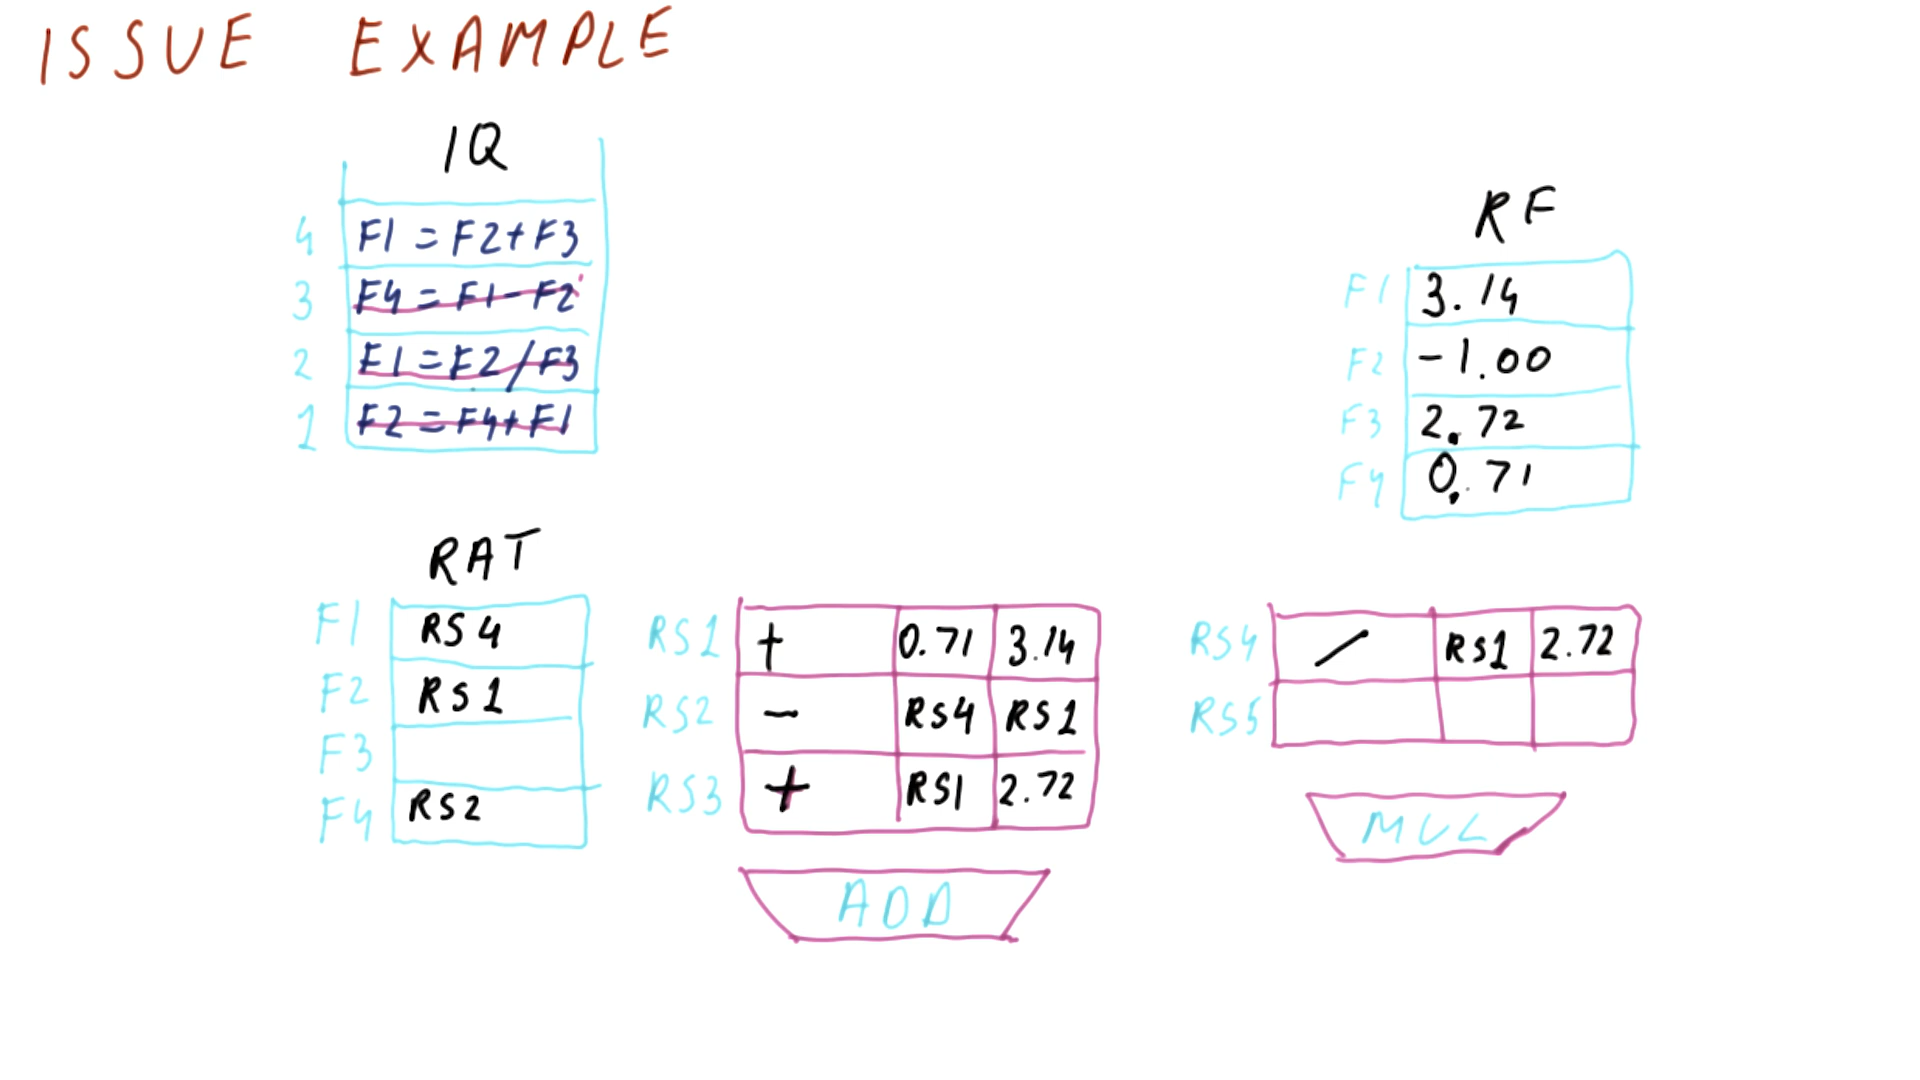 ISSUE EXAMPLE
IQ
4 F1 = F2 + F3
3 F4 = F1 - F2
2 F1 = F2 / F3
1 F2 = F4 + F1
RF
F1 3.14
F2 -1.00
F3 2.72
F4 0.71
RAT
F1 RS4
F2 RS1
F3
F4 RS2
RS1 + 0.71 3.14
RS2 - RS4 RS1
RS3 + RS1 2.72
ADD
RS4 / RS1 2.72
RS5
MUL